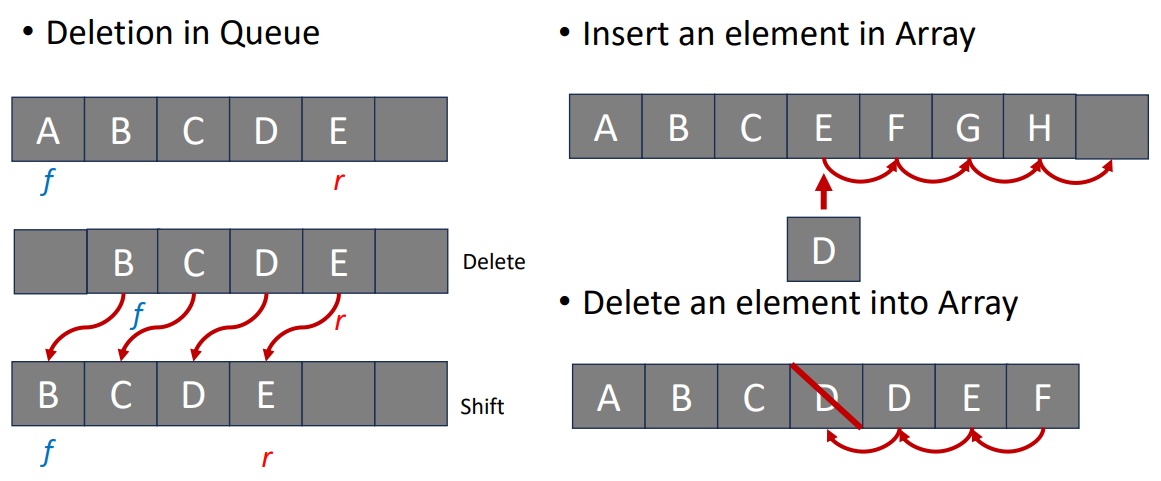 • Deletion in Queue
A B C D E
f r
B C D E
Delete
f r
B C D E
Shift
f r
• Insert an element in Array
A B C E F G H
D
• Delete an element into Array
A B C D D E F